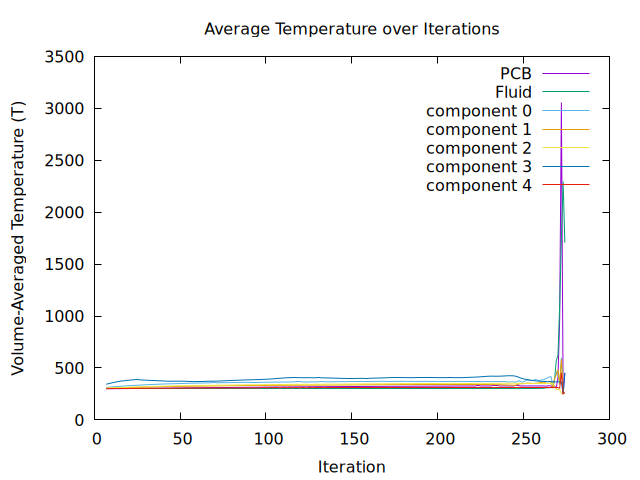 Average Temperature over Iterations
3500
3000
2500
2000
1500
1000
500
0
Volume-Averaged Temperature (T)
PCB
Fluid
component 0
component 1
component 2
component 3
component 4
0 50 100 150 200 250 300
Iteration